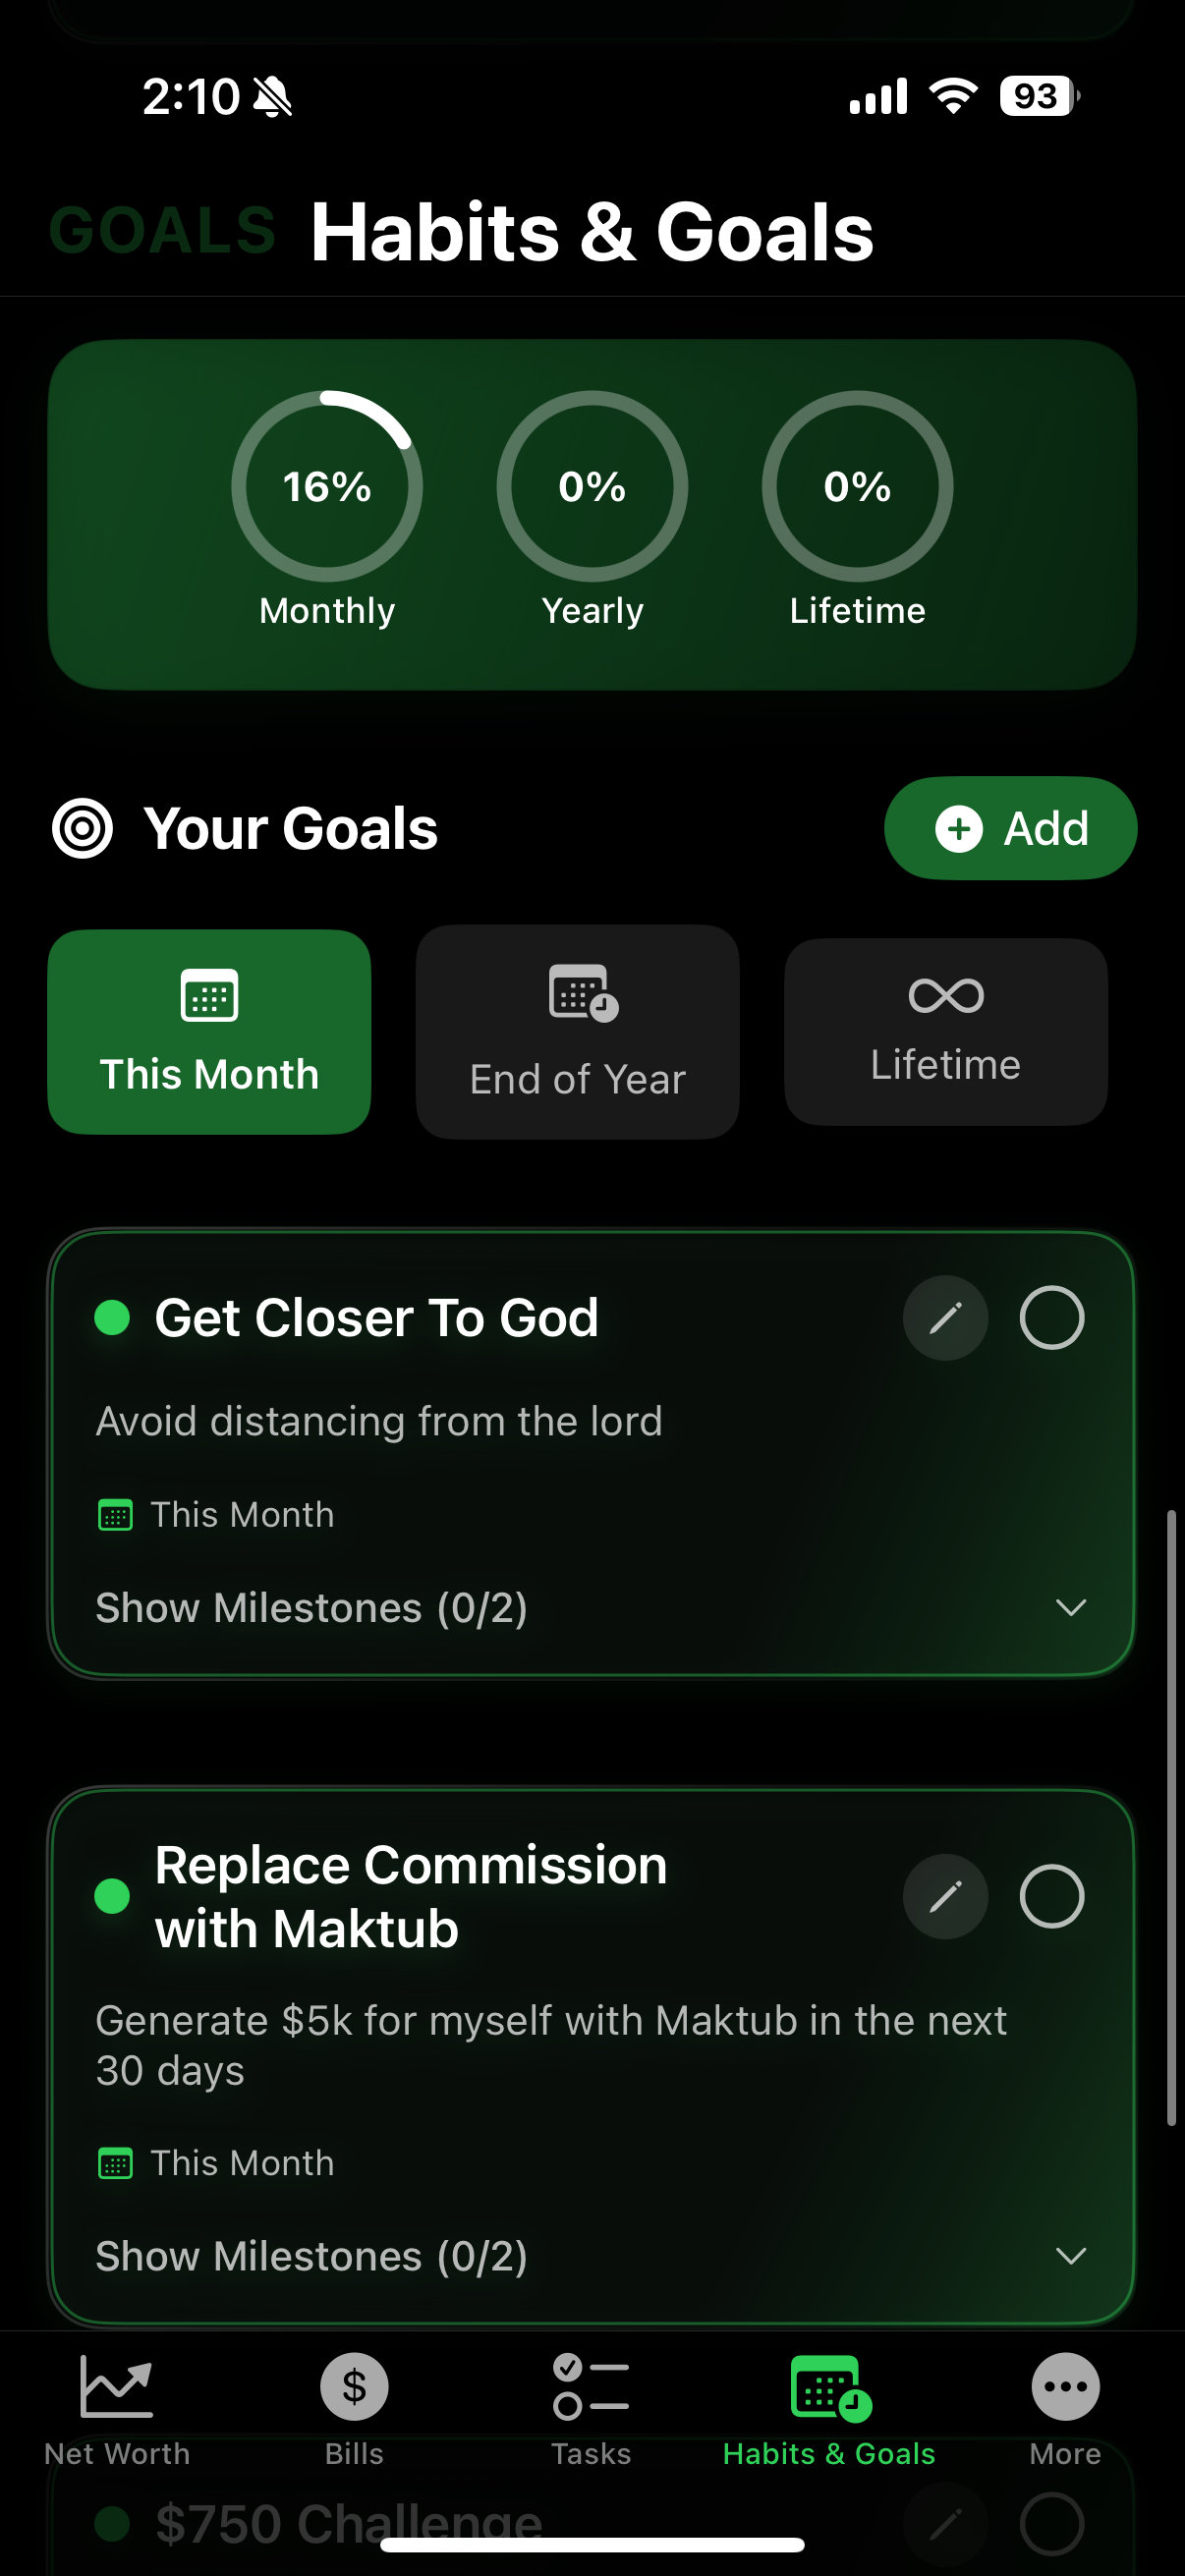 2:10
93
GOALS Habits & Goals
16%
0%
0%
Monthly
Yearly
Lifetime
Your Goals
Add
This Month
End of Year
Lifetime
Get Closer To God
Avoid distancing from the lord
This Month
Show Milestones (0/2)
Replace Commission
with Maktub
Generate $5k for myself with Maktub in the next
30 days
This Month
Show Milestones (0/2)
Net Worth
Bills
Tasks
Habits & Goals
More
$750 Challenge